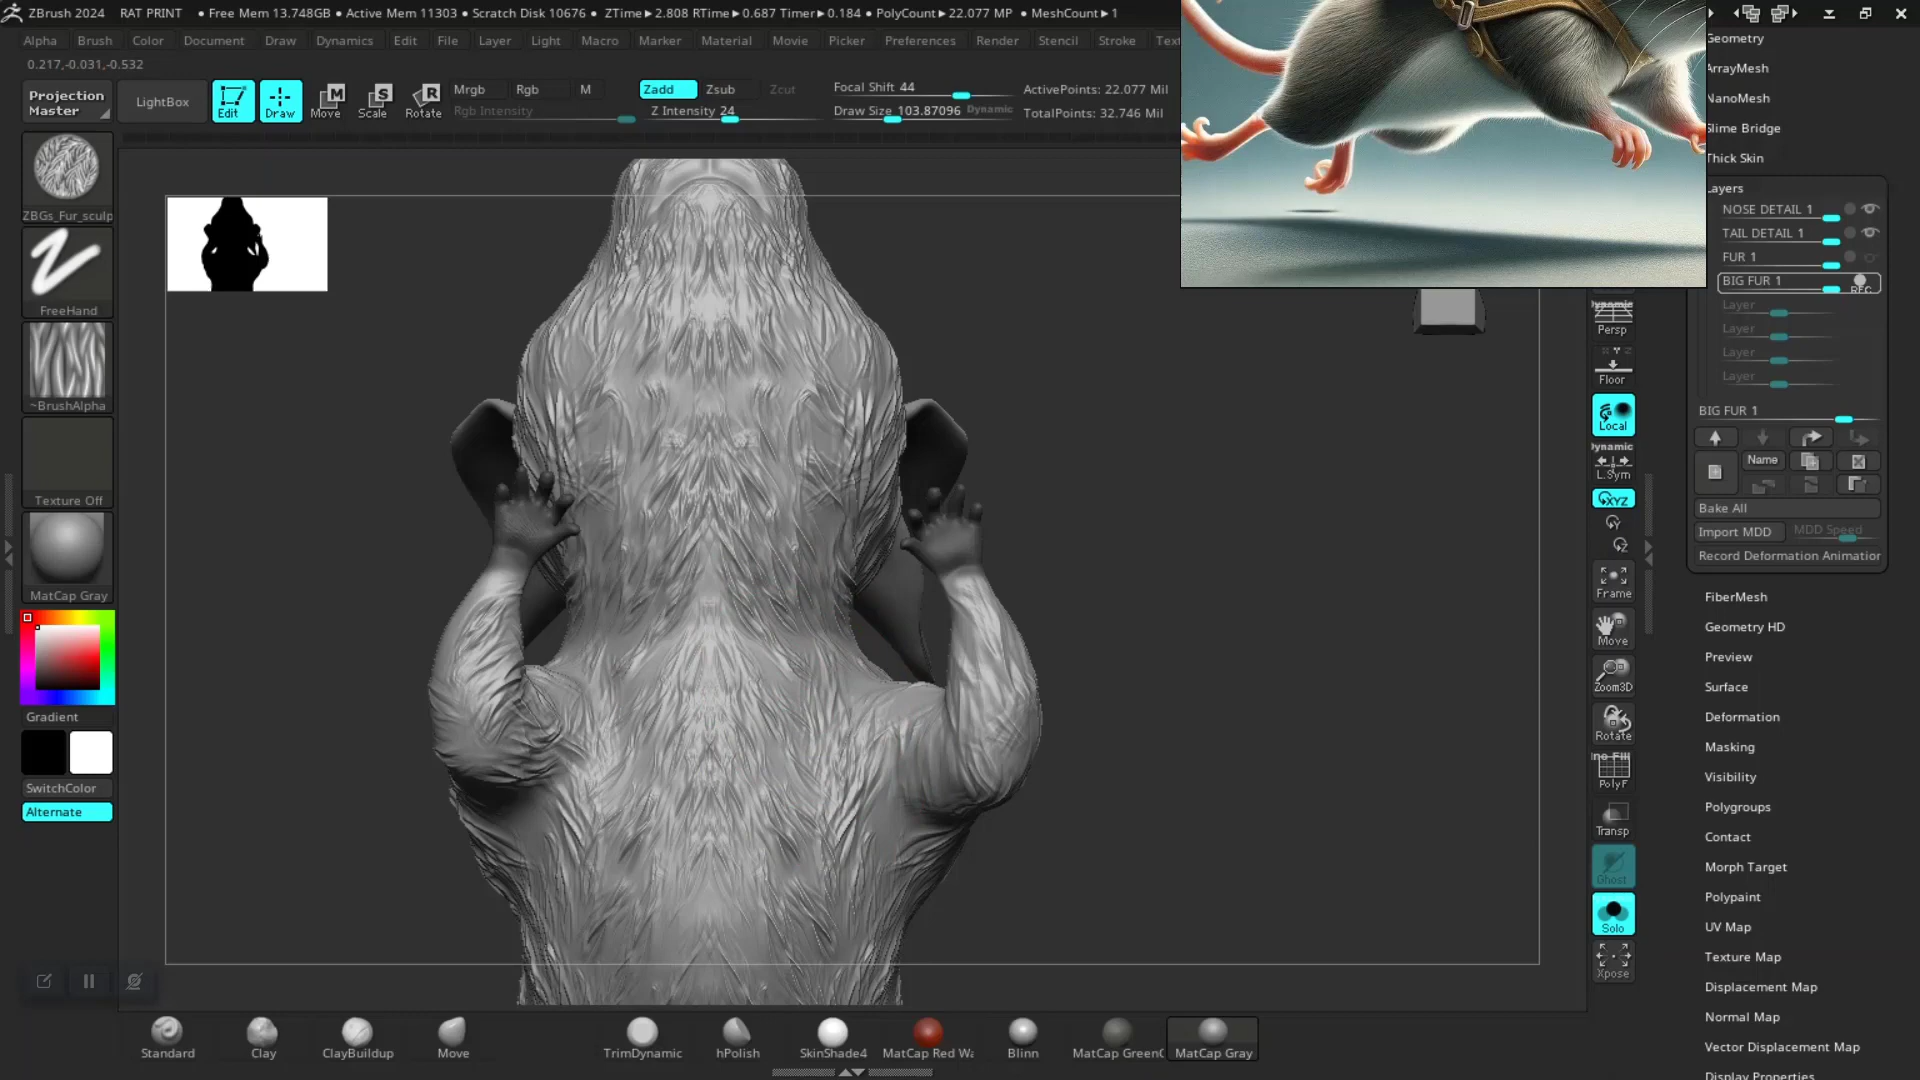 ZBrush 2024 RAT PRINT • Free Mem 13.748GB • Active Mem 11303 • Scratch Disk 10676 • ZTime▶2.808 RTime▶0.687 Timer▶0.184 • PolyCount▶22.077 MP • MeshCount▶1
Alpha Brush Color Document Draw Dynamics Edit File Layer Light Macro Marker Material Movie Picker Preferences Render Stencil Stroke Text
0.217,-0.031,-0.532
Projection Master
LightBox
Edit
Draw
Move
Scale
Rotate
Mrgb Rgb M
Rgb Intensity
Zadd Zsub Zcut
Z Intensity 24
Focal Shift 44
Draw Size 103.87096 Dynamic
ActivePoints: 22.077 Mil
TotalPoints: 32.746 Mil
ZBGs_Fur_sculp
FreeHand
~BrushAlpha
Texture Off
MatCap Gray
Gradient
SwitchColor
Alternate
Dynamic
Persp
Floor
Local
Dynamic
L.Sym
XYZ
Y
Z
Frame
Move
Zoom3D
Rotate
PolyF
Transp
Ghost
Solo
Xpose
Geometry
ArrayMesh
NanoMesh
Slime Bridge
Thick Skin
Layers
NOSE DETAIL 1
TAIL DETAIL 1
FUR 1
BIG FUR 1 REC
Layer
Layer
Layer
Layer
BIG FUR 1
Name
Bake All
Import MDD MDD Speed
Record Deformation Animation
FiberMesh
Geometry HD
Preview
Surface
Deformation
Masking
Visibility
Polygroups
Contact
Morph Target
Polypaint
UV Map
Texture Map
Displacement Map
Normal Map
Vector Displacement Map
Display Properties
Standard
Clay
ClayBuildup
Move
TrimDynamic
hPolish
SkinShade4
MatCap Red Wa
Blinn
MatCap GreenC
MatCap Gray